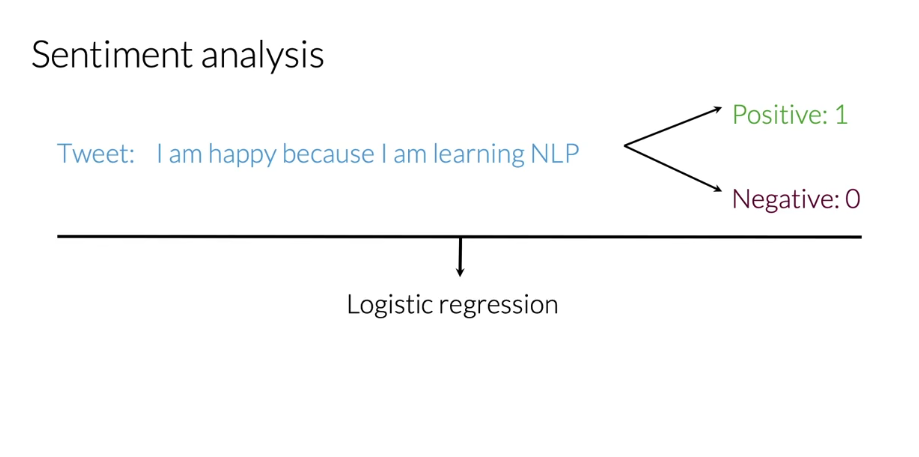 Sentiment analysis
Positive: 1
Tweet: I am happy because I am learning NLP
Negative: 0
Logistic regression